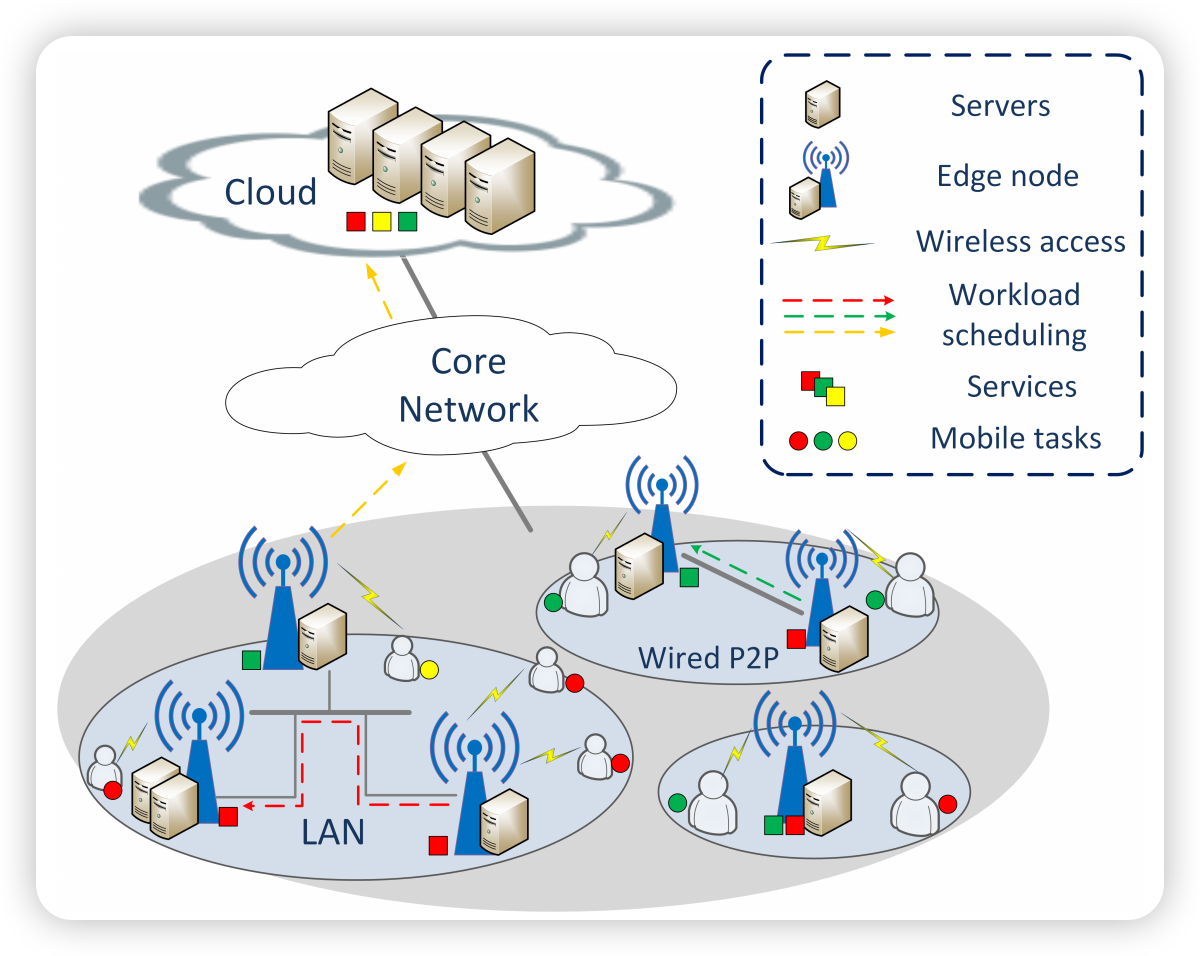 Cloud
Core
Network
Servers
Edge node
Wireless access
Workload
scheduling
Services
Mobile tasks
Wired P2P
LAN